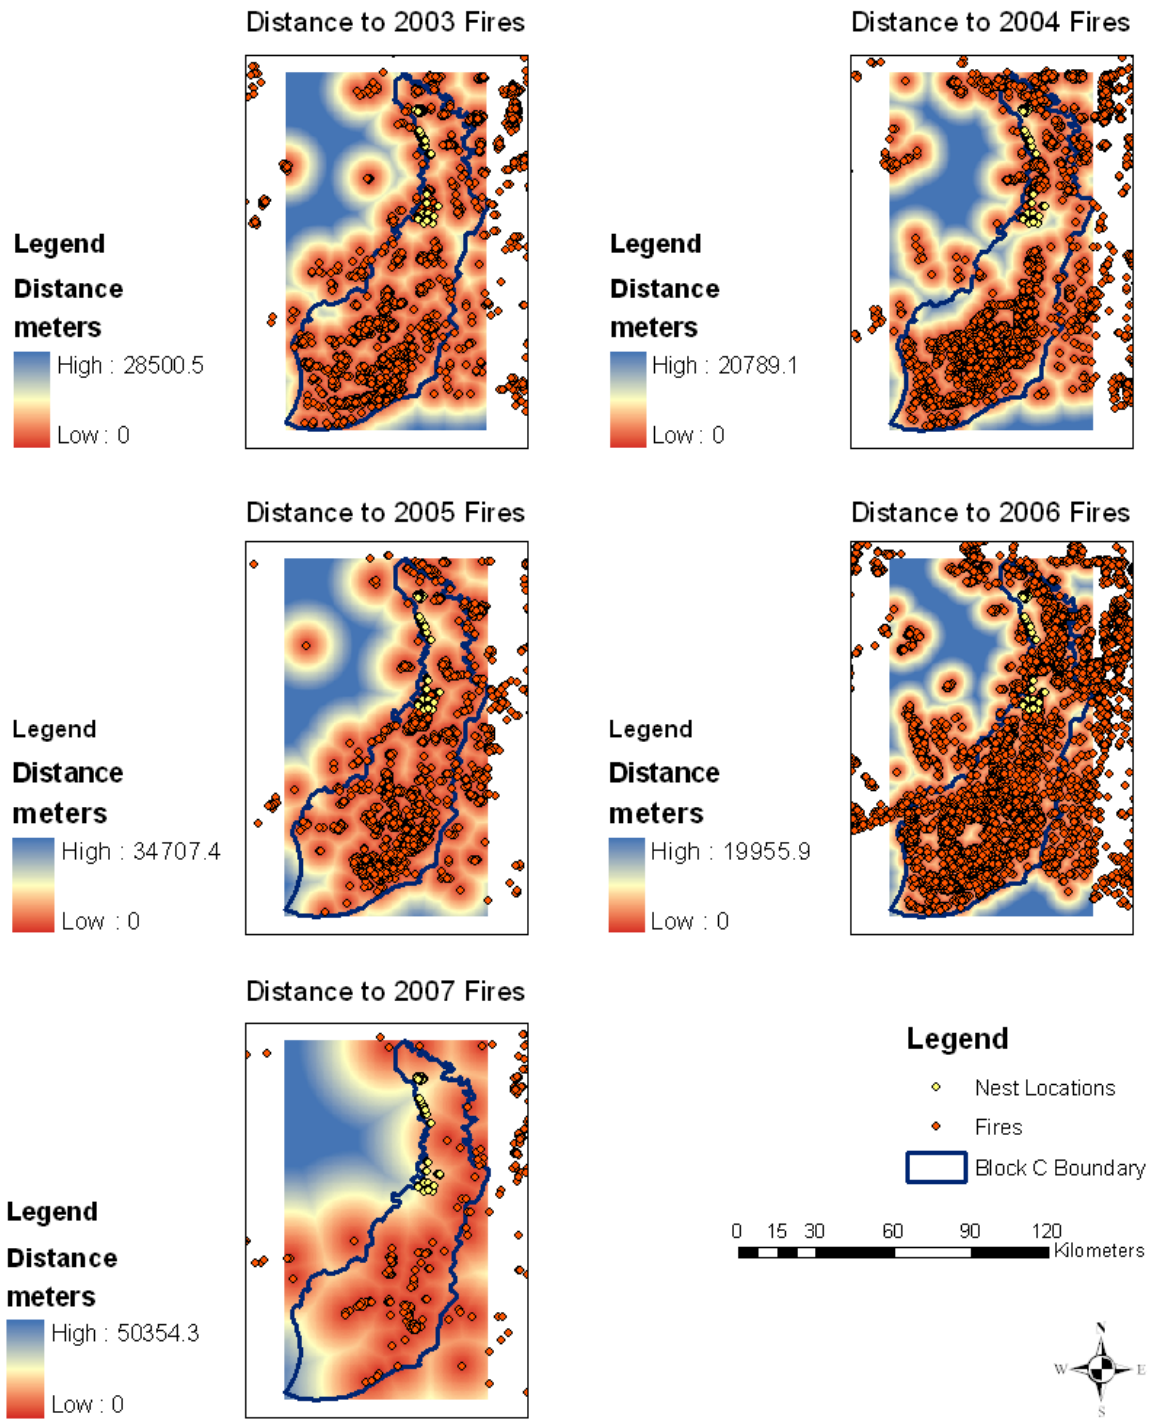 Distance to 2003 Fires
Legend
Distance
meters
High : 28500.5
Low : 0
Distance to 2004 Fires
Legend
Distance
meters
High : 20789.1
Low : 0
Distance to 2005 Fires
Legend
Distance
meters
High : 34707.4
Low : 0
Distance to 2006 Fires
Legend
Distance
meters
High : 19955.9
Low : 0
Distance to 2007 Fires
Legend
Distance
meters
High : 50354.3
Low : 0
Legend
Nest Locations
Fires
Block C Boundary
0 15 30 60 90 120
Kilometers
N
W E
S